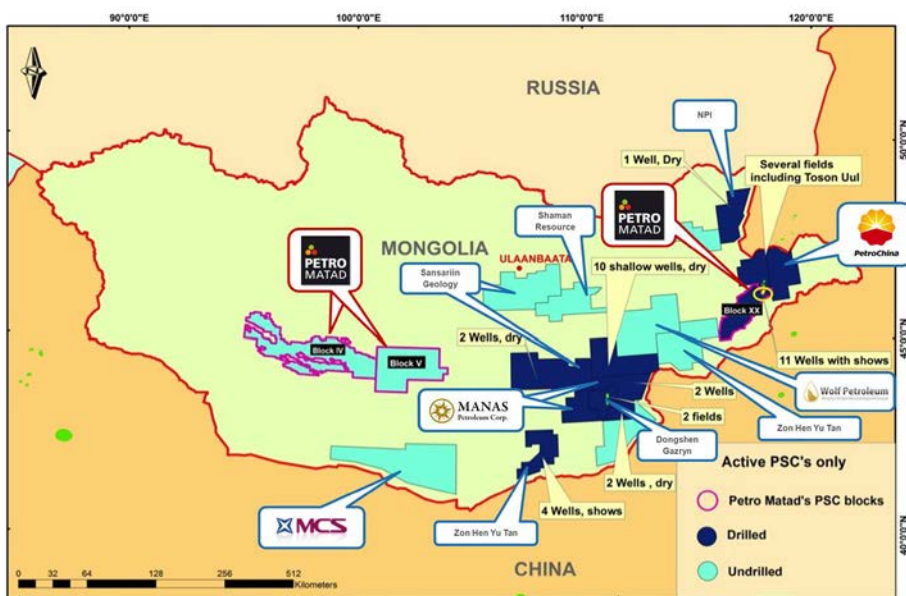 90°0'0"E
100°0'0"E
110°0'0"E
120°0'0"E
RUSSIA
NPI
1 Well, Dry
Several fields
including Toson Uul
50°0'0"N
PETRO
MATAD
PetroChina
Shaman
Resource
PETRO
MATAD
MONGOLIA
ULAANBAATA
10 shallow wells, dry
Sansariin
Geology
Block XX
45°0'0"N
2 Wells, dry
Block IV
Block V
11 Wells with shows
MANAS
Petroleum Corp.
2 Wells
Wolf Petroleum
2 fields
Dongshen
Gazryn
Zon Hen Yu Tan
2 Wells , dry
Active PSC's only
Petro Matad's PSC blocks
4 Wells, shows
MCS
Zon Hen Yu Tan
Drilled
40°0'0"N
CHINA
Undrilled
0 32 64 128 256 512
Kilometers